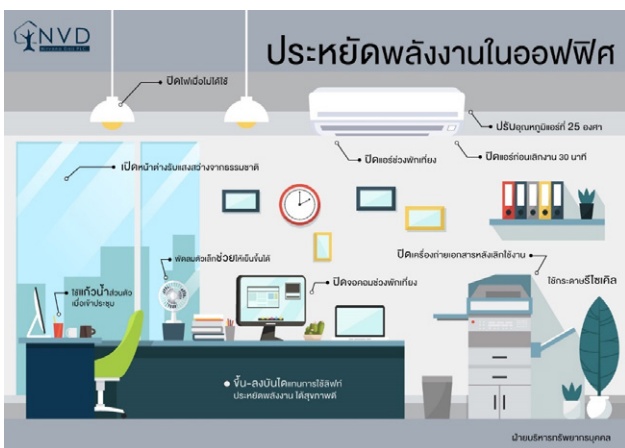 NVD
ประหยัดพลังงานในออฟฟิศ
ปิดไฟเมื่อไม่ได้ใช้
ปรับอุณหภูมิแอร์ที่ 25 องศา
ปิดแอร์ช่วงพักเที่ยง
ปิดแอร์ก่อนเลิกงาน 30 นาที
เปิดหน้าต่างรับแสงสว่างจากธรรมชาติ
ปิดเครื่องถ่ายเอกสารหลังเลิกใช้งาน
พัดลมตัวเล็กช่วยให้เย็นขึ้นได้
ปิดจอคอมช่วงพักเที่ยง
ใช้กระดาษรีไซเคิล
ใช้แก้วน้ำส่วนตัว
เมื่อเข้าประชุม
ขึ้น-ลงบันไดแทนการใช้ลิฟท์
ประหยัดพลังงาน ได้สุขภาพดี
ฝ่ายบริหารทรัพยากรบุคคล